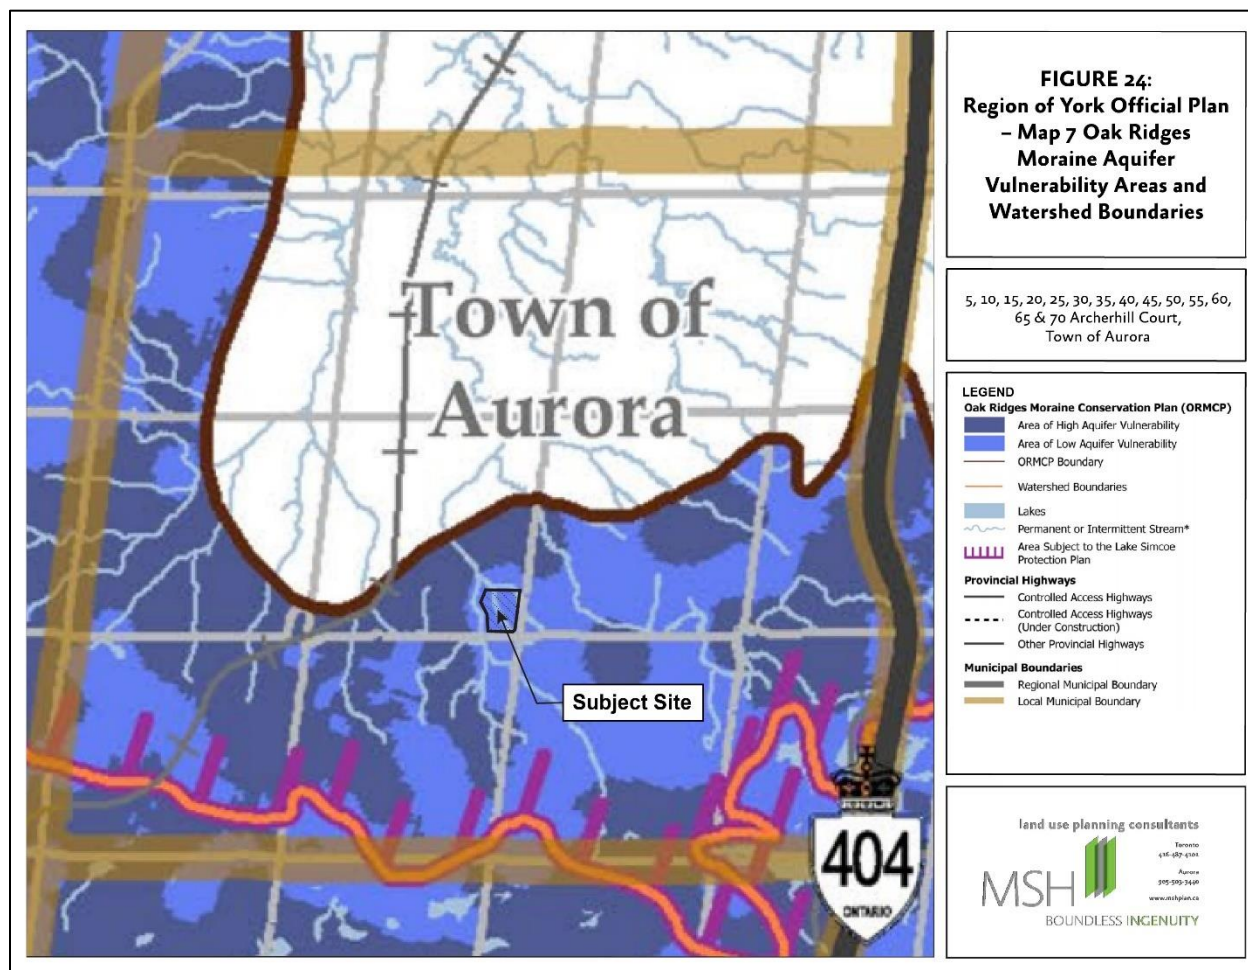 FIGURE 24:
Region of York Official Plan
– Map 7 Oak Ridges
Moraine Aquifer
Vulnerability Areas and
Watershed Boundaries
5, 10, 15, 20, 25, 30, 35, 40, 45, 50, 55, 60,
65 & 70 Archerhill Court,
Town of Aurora
Town of
Aurora
Subject Site
404
ONTARIO
LEGEND
Oak Ridges Moraine Conservation Plan (ORMCP)
Area of High Aquifer Vulnerability
Area of Low Aquifer Vulnerability
ORMCP Boundary
Watershed Boundaries
Lakes
Permanent or Intermittent Stream*
Area Subject to the Lake Simcoe
Protection Plan
Provincial Highways
Controlled Access Highways
Controlled Access Highways
(Under Construction)
Other Provincial Highways
Municipal Boundaries
Regional Municipal Boundary
Local Municipal Boundary
land use planning consultants
Toronto
Aurora
www.mshplan.ca
MSH
BOUNDLESS INGENUITY